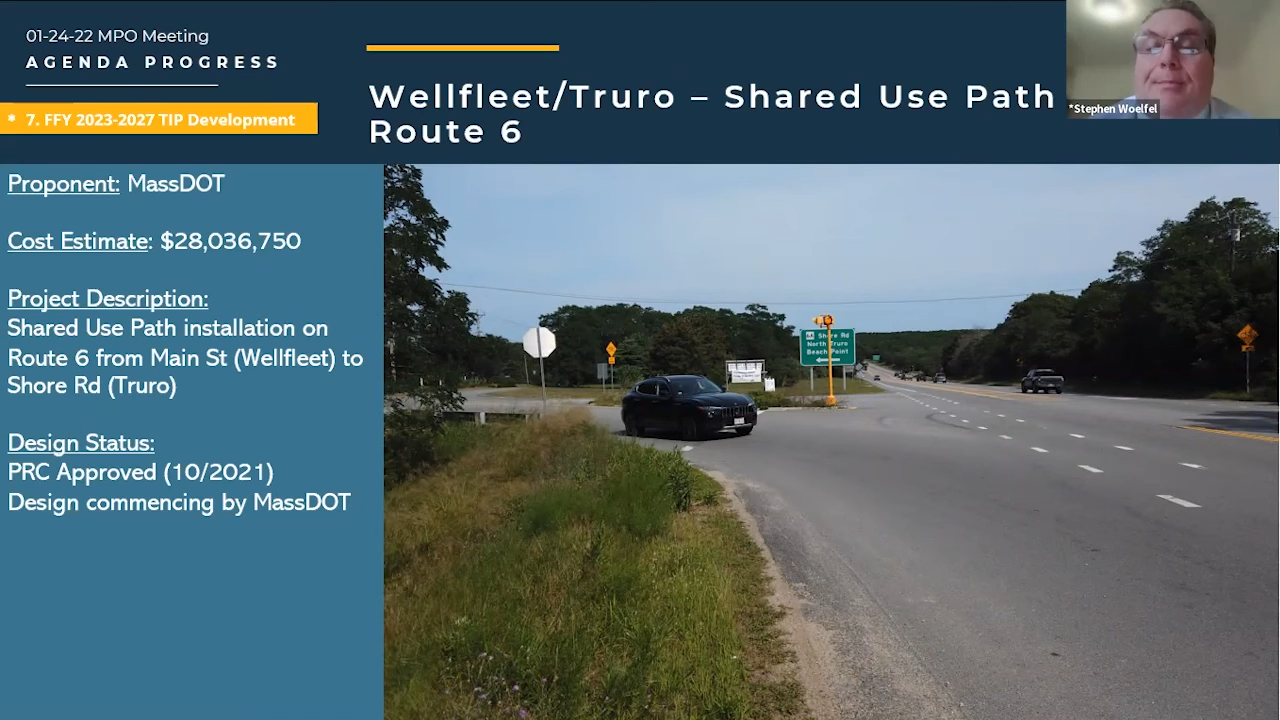 01-24-22 MPO Meeting
AGENDA PROGRESS
* 7. FFY 2023-2027 TIP Development
Wellfleet/Truro – Shared Use Path
Route 6
*Stephen Woelfel
Proponent: MassDOT
Cost Estimate: $28,036,750
Project Description:
Shared Use Path installation on
Route 6 from Main St (Wellfleet) to
Shore Rd (Truro)
Design Status:
PRC Approved (10/2021)
Design commencing by MassDOT
Shore Rd
North Truro
Beach Point